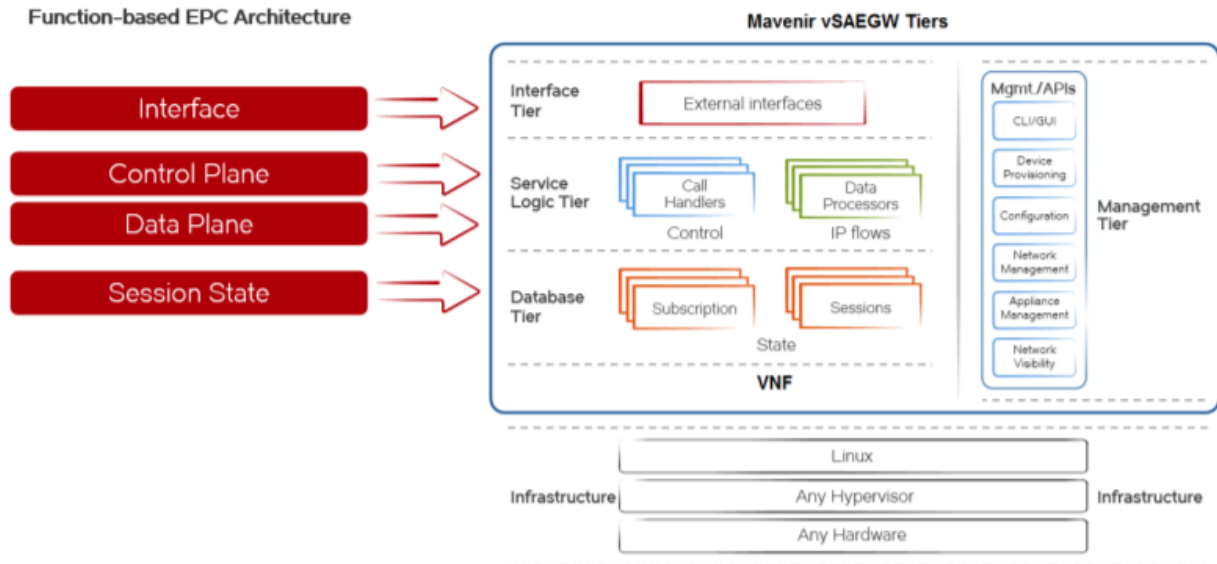 Function-based EPC Architecture
Mavenir vSAEGW Tiers
Interface
Control Plane
Data Plane
Session State
Interface
Tier
External interfaces
Service
Logic Tier
Call
Handlers
Control
Data
Processors
IP flows
Database
Tier
Subscription
Sessions
State
VNF
Mgmt./APIs
CLI/GUI
Device
Provisioning
Configuration
Network
Management
Appliance
Management
Network
Visibility
Management
Tier
Infrastructure
Linux
Any Hypervisor
Any Hardware
Infrastructure